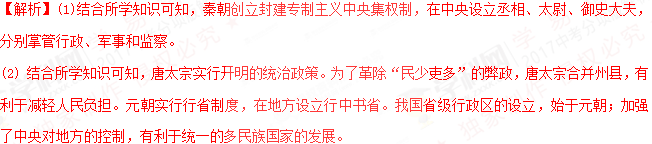 【解析】(1)结合所学知识可知，秦朝创立封建专制主义中央集权制，在中央设立丞相、太尉、御史大夫，
分别掌管行政、军事和监察。
(2) 结合所学知识可知，唐太宗实行开明的统治政策。为了革除“民少吏多”的弊政，唐太宗合并州县，有
利于减轻人民负担。元朝实行行省制度，在地方设立行中书省。我国省级行政区的设立，始于元朝；加强
了中央对地方的控制，有利于统一的多民族国家的发展。